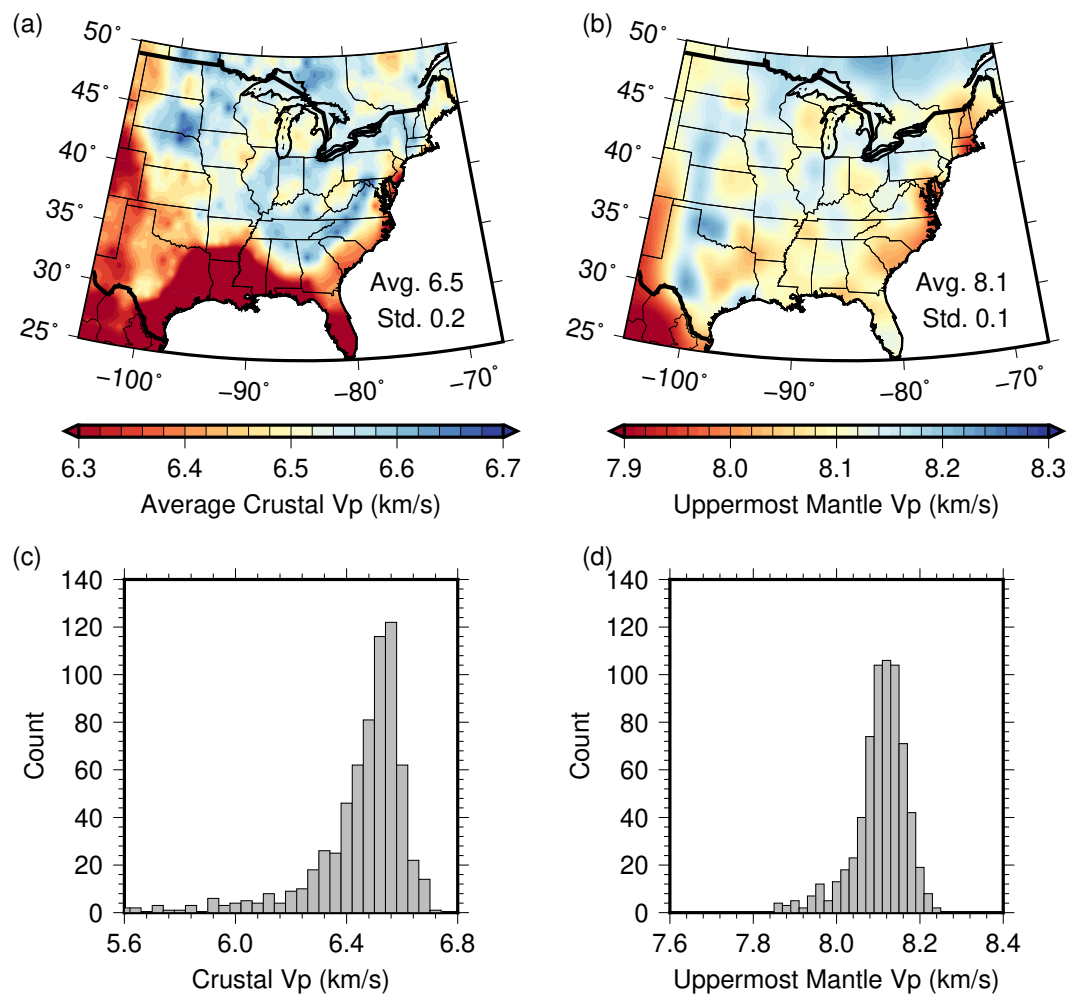 (a)
50°
45°
40°
35°
30°
25°
−100°
−90°
−80°
−70°
Avg. 6.5
Std. 0.2
6.3 6.4 6.5 6.6 6.7
Average Crustal Vp (km/s)
(b)
50°
45°
40°
35°
30°
25°
−100°
−90°
−80°
−70°
Avg. 8.1
Std. 0.1
7.9 8.0 8.1 8.2 8.3
Uppermost Mantle Vp (km/s)
(c)
140
120
100
80
60
40
20
0
Count
5.6 6.0 6.4 6.8
Crustal Vp (km/s)
(d)
140
120
100
80
60
40
20
0
Count
7.6 7.8 8.0 8.2 8.4
Uppermost Mantle Vp (km/s)